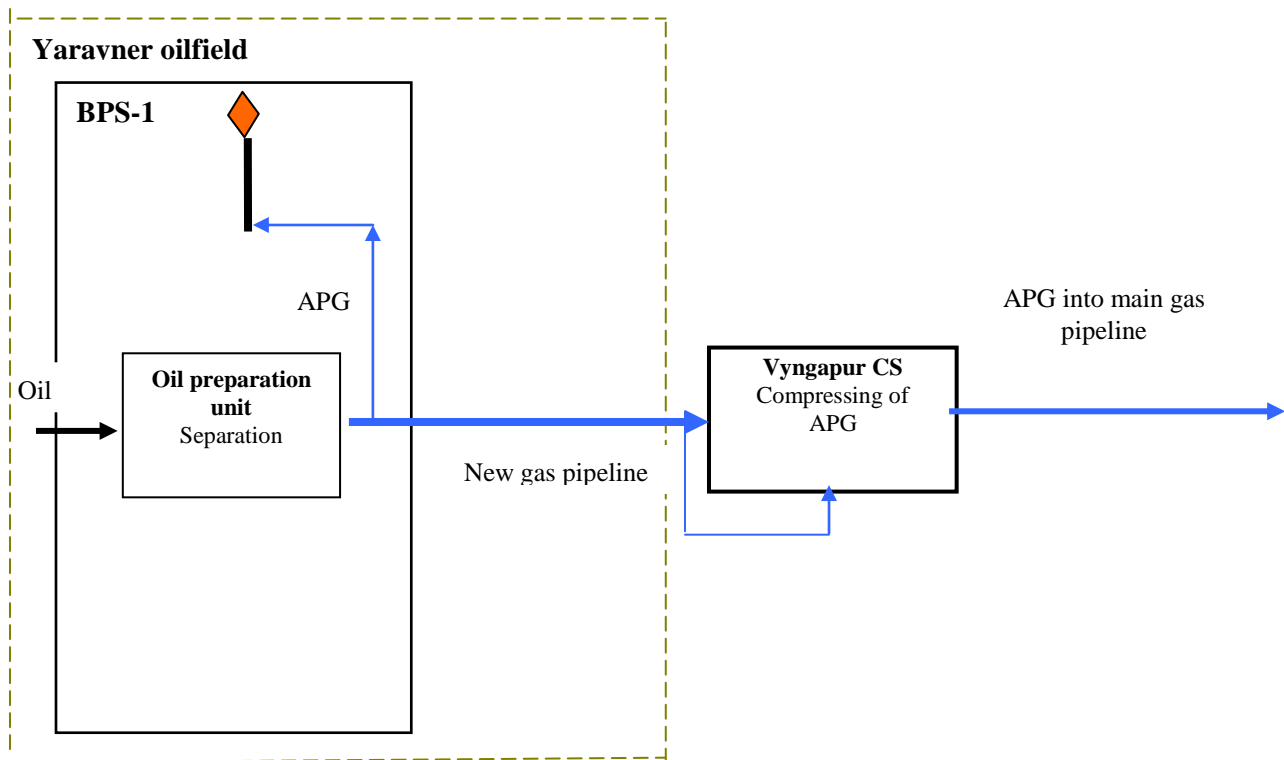 Yaravner oilfield
BPS-1
APG
Oil
Oil preparation
unit
Separation
New gas pipeline
Vyngapur CS
Compressing of
APG
APG into main gas
pipeline